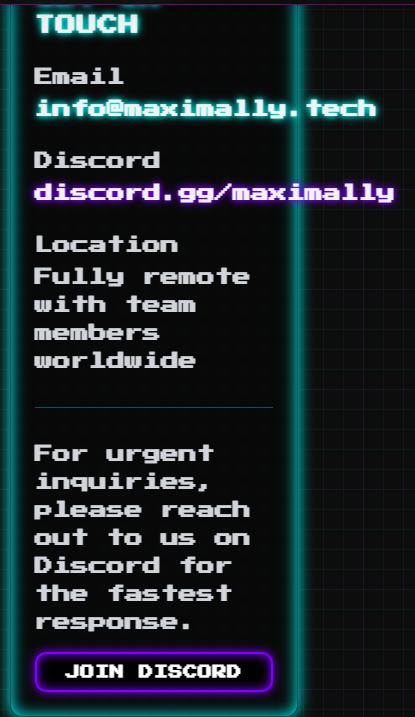 TOUCH
Email
info@maximally.tech
Discord
discord.gg/maximally
Location
Fully remote
with team
members
worldwide
For urgent
inquiries,
please reach
out to us on
Discord for
the fastest
response.
JOIN DISCORD